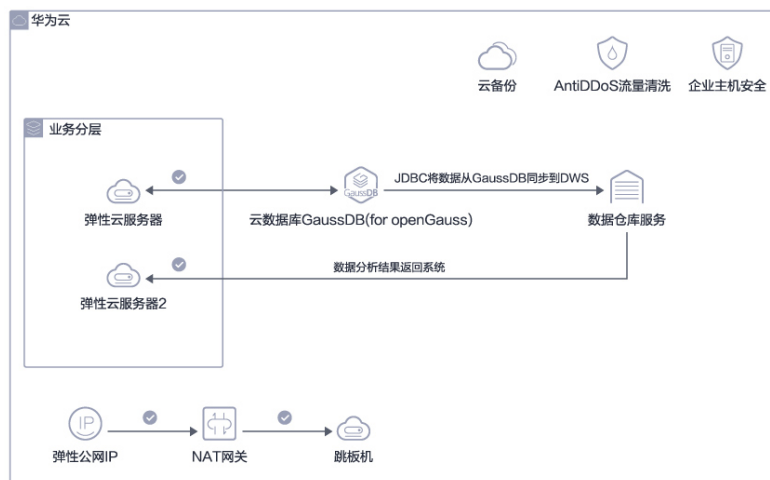 华为云
云备份
AntiDDoS流量清洗
企业主机安全
业务分层
JDBC将数据从GaussDB同步到DWS
GaussDB
弹性云服务器
云数据库GaussDB(for openGauss)
数据仓库服务
数据分析结果返回系统
弹性云服务器2
IP
弹性公网IP
NAT网关
跳板机